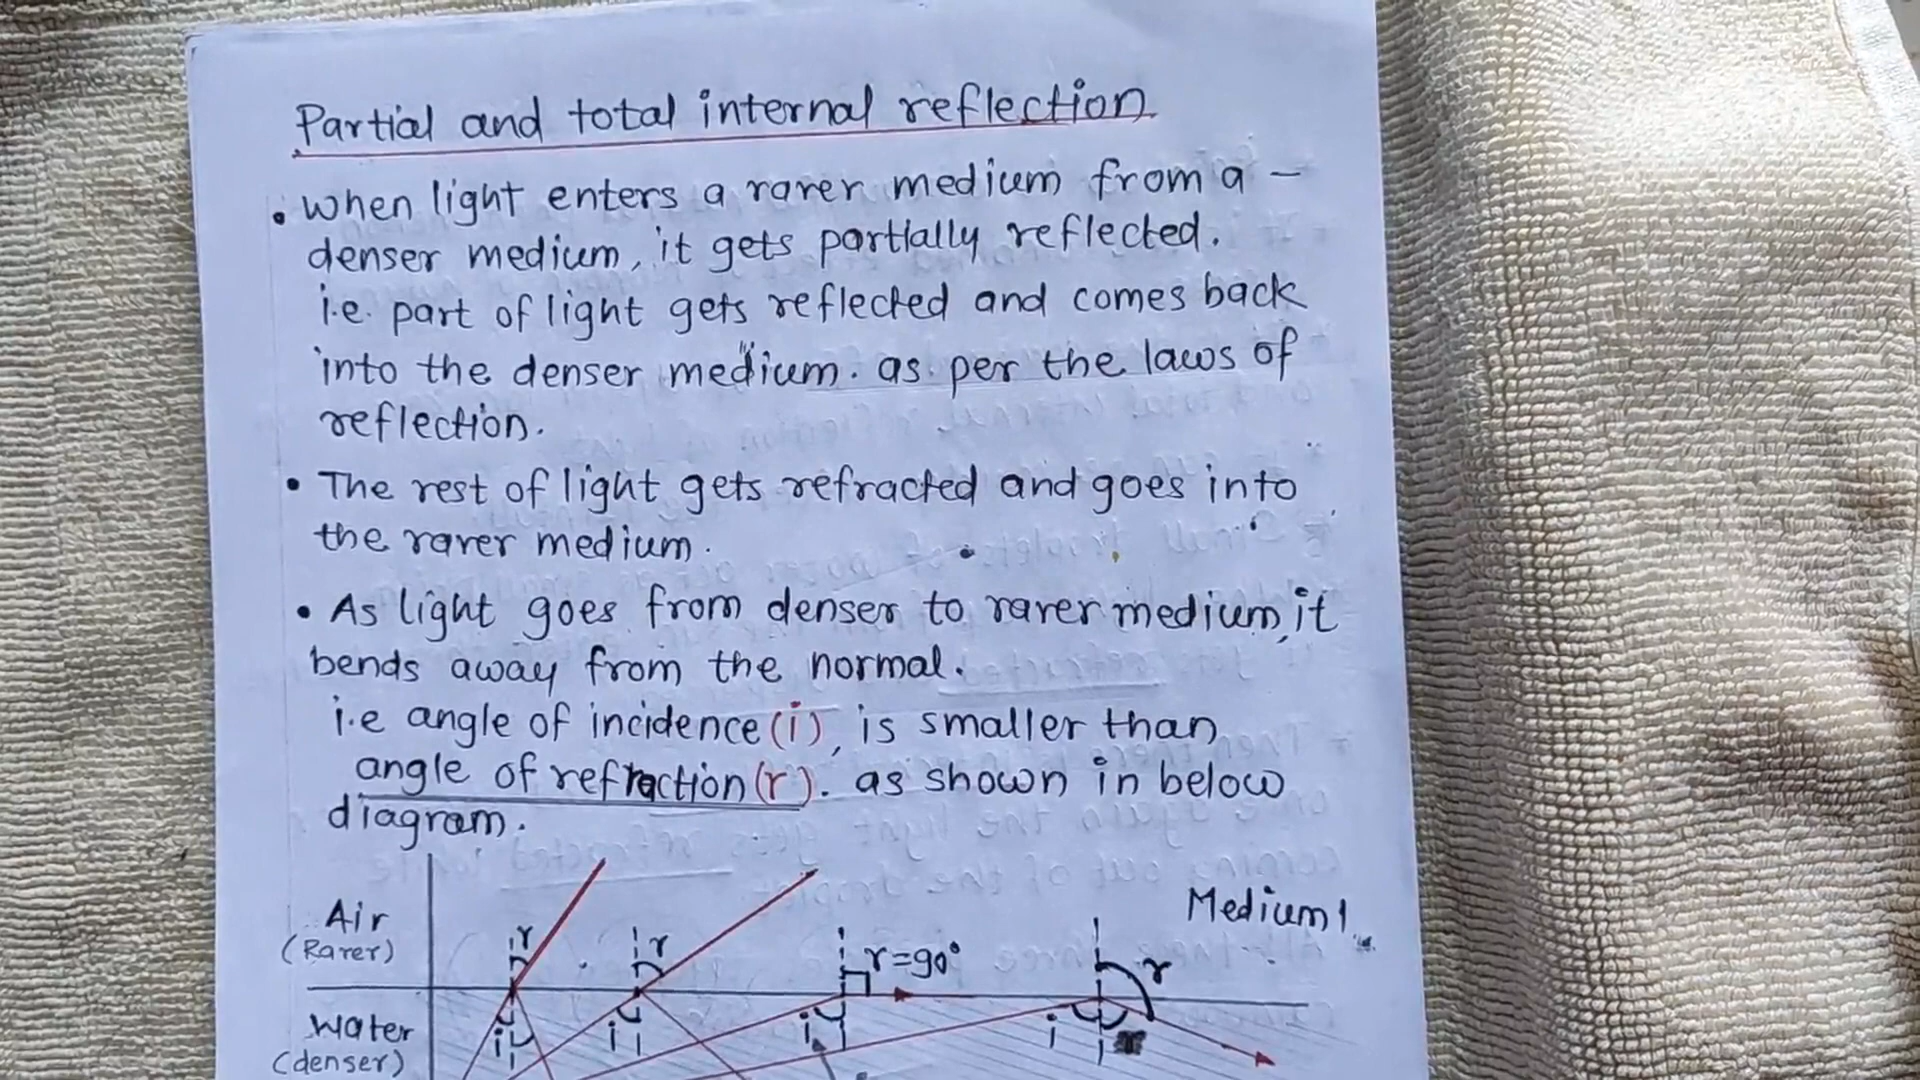 Partial and total internal reflection
• When light enters a rarer medium from a –
denser medium, it gets partially reflected.
i.e. part of light gets reflected and comes back
into the denser medium. as per the laws of
reflection.
• The rest of light gets refracted and goes into
the rarer medium.
• As light goes from denser to rarer medium, it
bends away from the normal.
i.e angle of incidence (i), is smaller than
angle of refraction (r). as shown in below
diagram.
Air
(Rarer)
Medium 1
r
r
r=90°
r
Water
(denser)
i
i
i
i